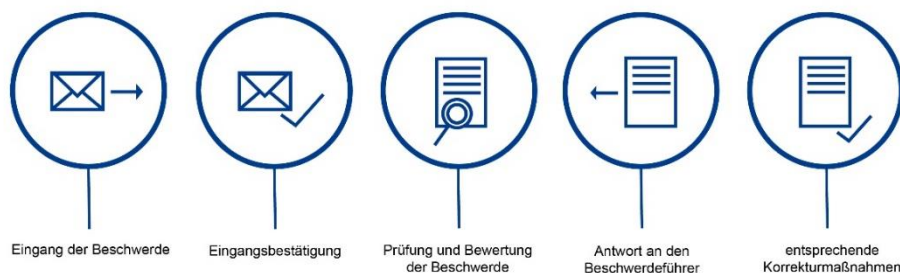 Eingang der Beschwerde
Eingangsbestätigung
Prüfung und Bewertung
der Beschwerde
Antwort an den
Beschwerdeführer
entsprechende
Korrekturmaßnahmen